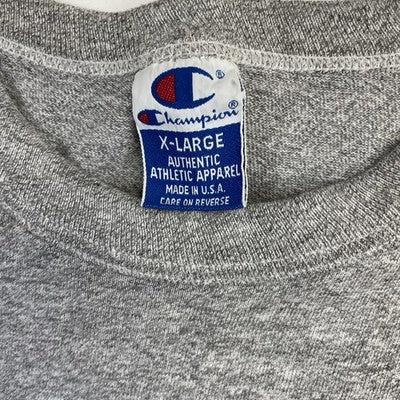 C®
Champion®
X-LARGE
AUTHENTIC
ATHLETIC APPAREL
MADE IN U.S.A.
CARE ON REVERSE